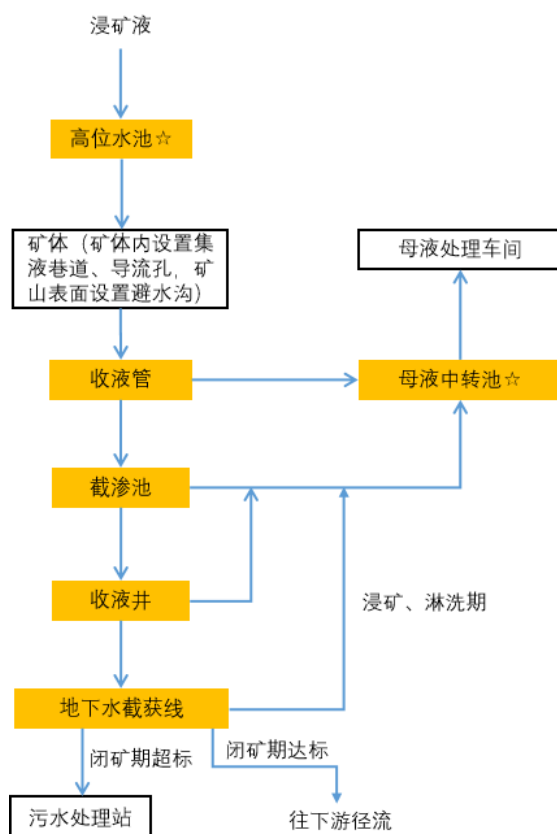 浸矿液
高位水池☆
矿体（矿体内设置集
液巷道、导流孔，矿
山表面设置避水沟）
母液处理车间
收液管
母液中转池☆
截渗池
收液井
浸矿、淋洗期
地下水截获线
闭矿期超标
闭矿期达标
污水处理站
往下游径流